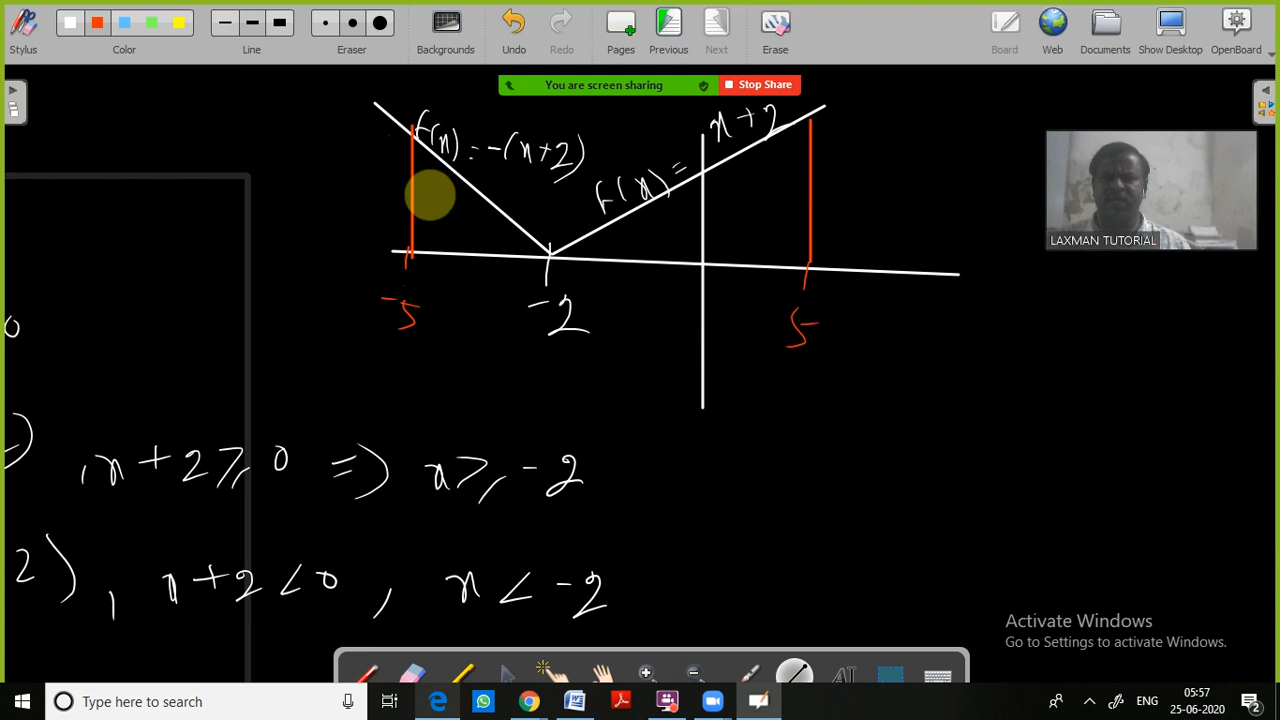 Stylus
Color
Line
Eraser
Backgrounds
Undo
Redo
Pages
Previous
Next
Erase
Board
Web
Documents
Show Desktop
OpenBoard
You are screen sharing
Stop Share
f(x) = -(x+2)
f(x) = x+2
-5
-2
5
LAXMAN TUTORIAL
0
) , x+2 ≥ 0 => x ≥ -2
2) , x+2 < 0 , x < -2
Activate Windows
Go to Settings to activate Windows.
Type here to search
ENG
05:57
25-06-2020
2